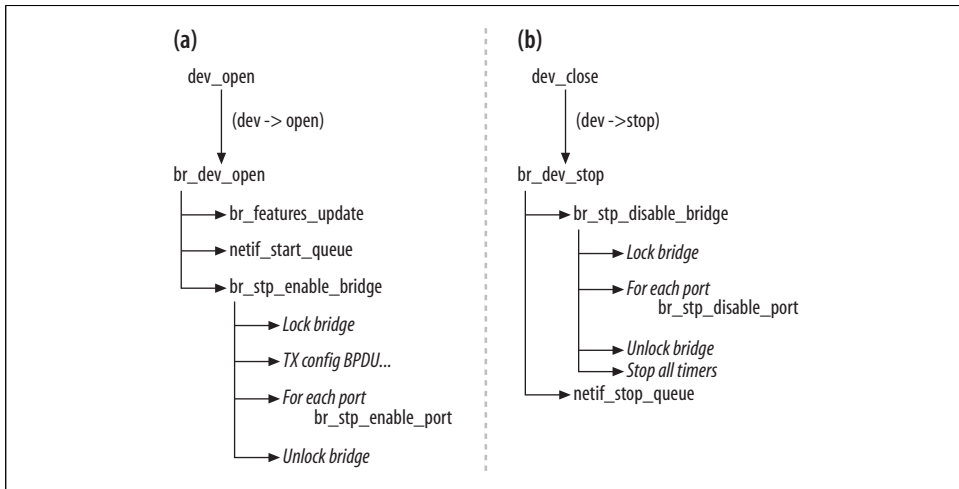 (a)
dev_open
(dev -> open)
br_dev_open
br_features_update
netif_start_queue
br_stp_enable_bridge
Lock bridge
TX config BPDU...
For each port
br_stp_enable_port
Unlock bridge
(b)
dev_close
(dev ->stop)
br_dev_stop
br_stp_disable_bridge
Lock bridge
For each port
br_stp_disable_port
Unlock bridge
Stop all timers
netif_stop_queue